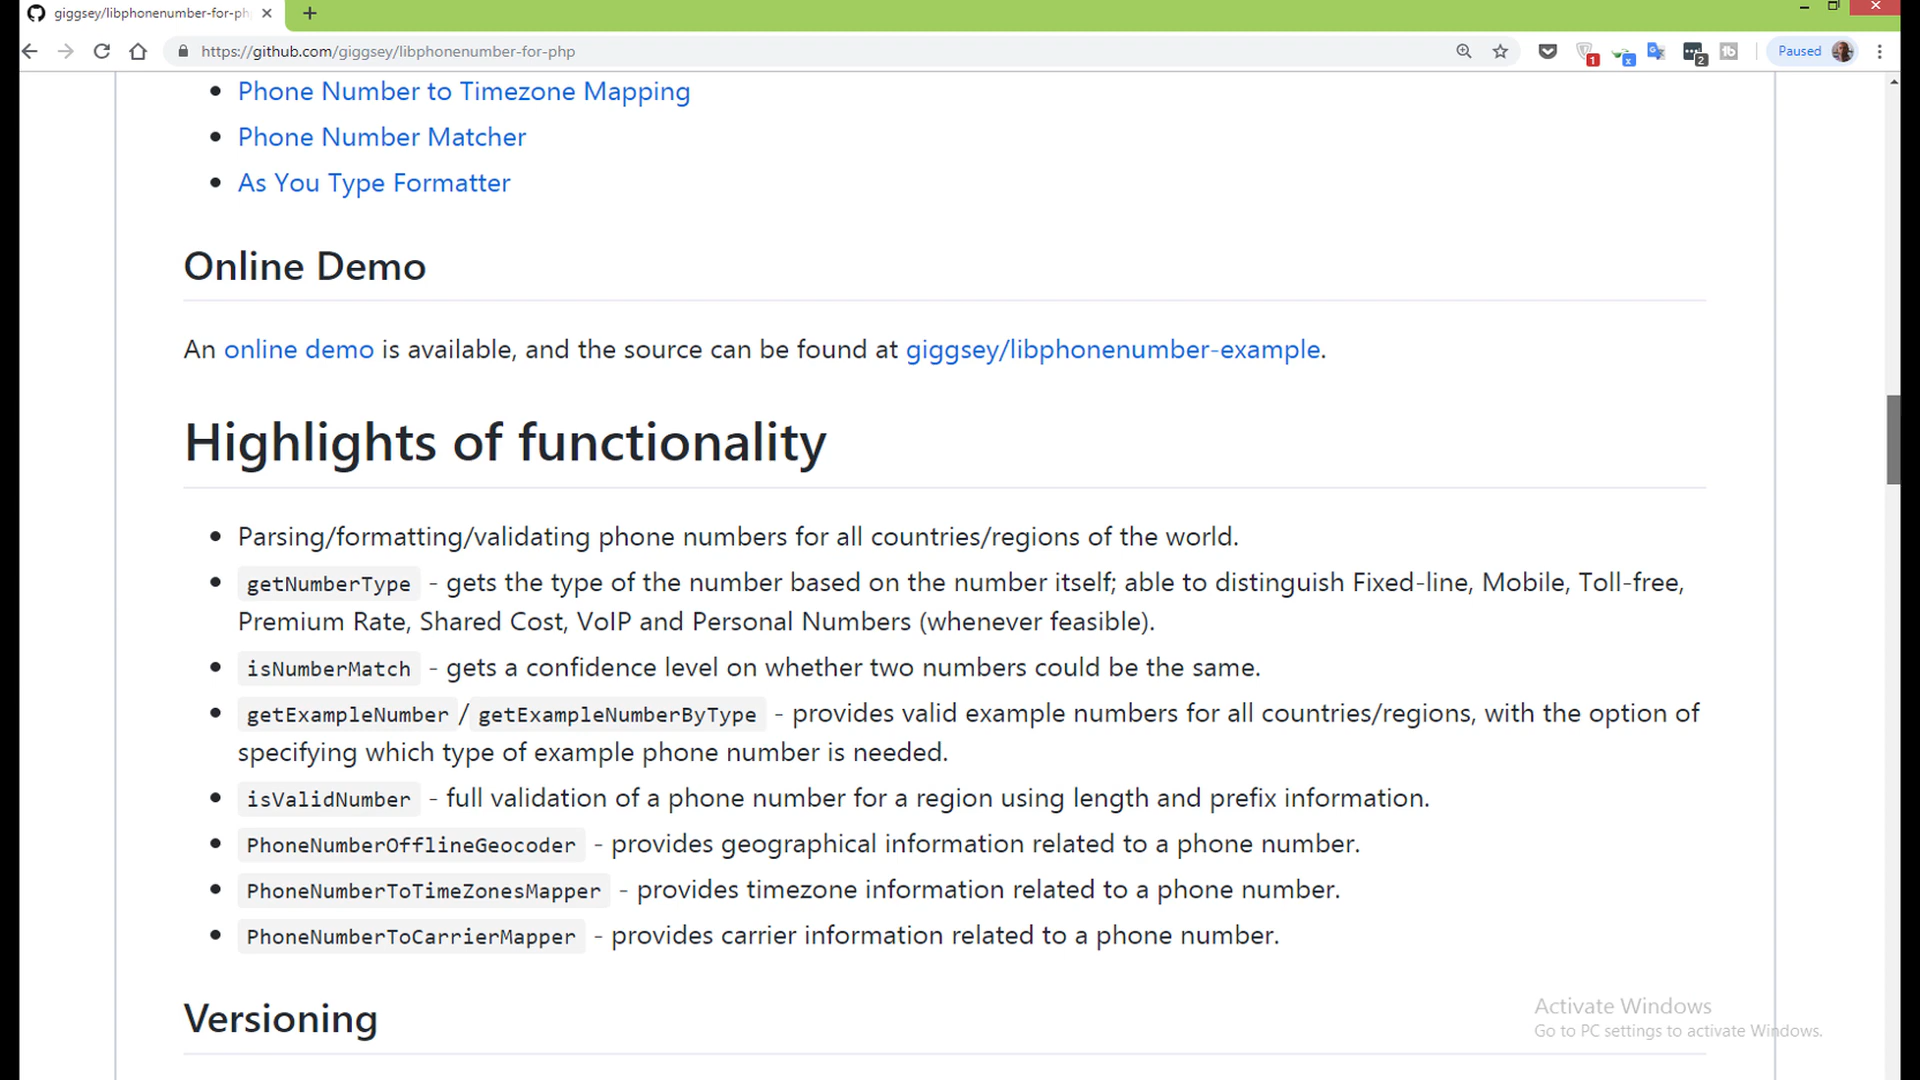 giggsey/libphonenumber-for-ph
https://github.com/giggsey/libphonenumber-for-php
1
x
2
Paused
Phone Number to Timezone Mapping
Phone Number Matcher
As You Type Formatter
Online Demo
An online demo is available, and the source can be found at giggsey/libphonenumber-example.
Highlights of functionality
Parsing/formatting/validating phone numbers for all countries/regions of the world.
getNumberType - gets the type of the number based on the number itself; able to distinguish Fixed-line, Mobile, Toll-free,
Premium Rate, Shared Cost, VoIP and Personal Numbers (whenever feasible).
isNumberMatch - gets a confidence level on whether two numbers could be the same.
getExampleNumber / getExampleNumberByType - provides valid example numbers for all countries/regions, with the option of
specifying which type of example phone number is needed.
isValidNumber - full validation of a phone number for a region using length and prefix information.
PhoneNumberOfflineGeocoder - provides geographical information related to a phone number.
PhoneNumberToTimeZonesMapper - provides timezone information related to a phone number.
PhoneNumberToCarrierMapper - provides carrier information related to a phone number.
Versioning
Activate Windows
Go to PC settings to activate Windows.